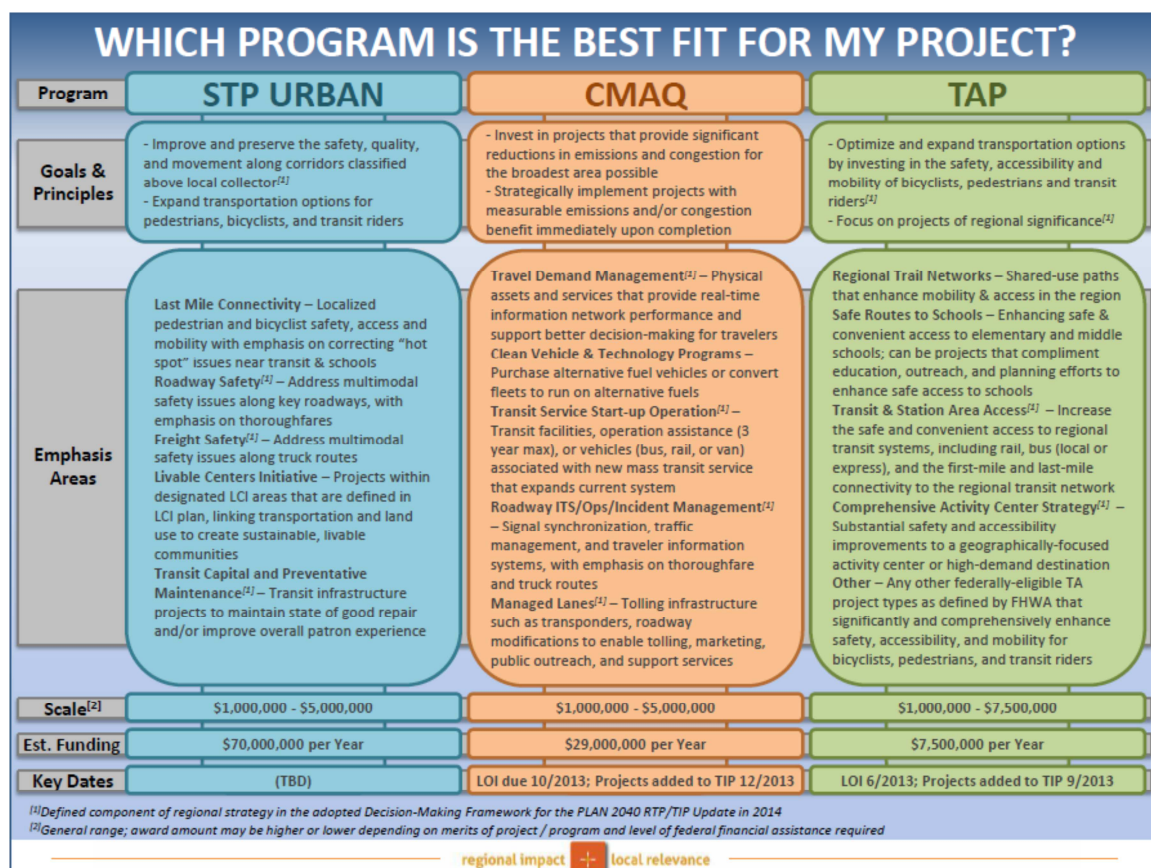 WHICH PROGRAM IS THE BEST FIT FOR MY PROJECT?
Program
STP URBAN
CMAQ
TAP
Goals &
Principles
- Improve and preserve the safety, quality,
and movement along corridors classified
above local collector[1]
- Expand transportation options for
pedestrians, bicyclists, and transit riders
- Invest in projects that provide significant
reductions in emissions and congestion for
the broadest area possible
- Strategically implement projects with
measurable emissions and/or congestion
benefit immediately upon completion
- Optimize and expand transportation options
by investing in the safety, accessibility and
mobility of bicyclists, pedestrians and transit
riders[1]
- Focus on projects of regional significance[1]
Emphasis
Areas
Last Mile Connectivity – Localized
pedestrian and bicyclist safety, access and
mobility with emphasis on correcting "hot
spot" issues near transit & schools
Roadway Safety[1] – Address multimodal
safety issues along key roadways, with
emphasis on thoroughfares
Freight Safety[1] – Address multimodal
safety issues along truck routes
Livable Centers Initiative – Projects within
designated LCI areas that are defined in
LCI plan, linking transportation and land
use to create sustainable, livable
communities
Transit Capital and Preventative
Maintenance[1] – Transit infrastructure
projects to maintain state of good repair
and/or improve overall patron experience
Travel Demand Management[1] – Physical
assets and services that provide real-time
information network performance and
support better decision-making for travelers
Clean Vehicle & Technology Programs –
Purchase alternative fuel vehicles or convert
fleets to run on alternative fuels
Transit Service Start-up Operation[1] –
Transit facilities, operation assistance (3
year max), or vehicles (bus, rail, or van)
associated with new mass transit service
that expands current system
Roadway ITS/Ops/Incident Management[1]
– Signal synchronization, traffic
management, and traveler information
systems, with emphasis on thoroughfare
and truck routes
Managed Lanes[1] – Tolling infrastructure
such as transponders, roadway
modifications to enable tolling, marketing,
public outreach, and support services
Regional Trail Networks – Shared-use paths
that enhance mobility & access in the region
Safe Routes to Schools – Enhancing safe &
convenient access to elementary and middle
schools; can be projects that compliment
education, outreach, and planning efforts to
enhance safe access to schools
Transit & Station Area Access[1] – Increase
the safe and convenient access to regional
transit systems, including rail, bus (local or
express), and the first-mile and last-mile
connectivity to the regional transit network
Comprehensive Activity Center Strategy[1] –
Substantial safety and accessibility
improvements to a geographically-focused
activity center or high-demand destination
Other – Any other federally-eligible TA
project types as defined by FHWA that
significantly and comprehensively enhance
safety, accessibility, and mobility for
bicyclists, pedestrians, and transit riders
Scale[2]
$1,000,000 - $5,000,000
$1,000,000 - $5,000,000
$1,000,000 - $7,500,000
Est. Funding
$70,000,000 per Year
$29,000,000 per Year
$7,500,000 per Year
Key Dates
(TBD)
LOI due 10/2013; Projects added to TIP 12/2013
LOI 6/2013; Projects added to TIP 9/2013
[1]Defined component of regional strategy in the adopted Decision-Making Framework for the PLAN 2040 RTP/TIP Update in 2014
[2]General range; award amount may be higher or lower depending on merits of project / program and level of federal financial assistance required
regional impact + local relevance